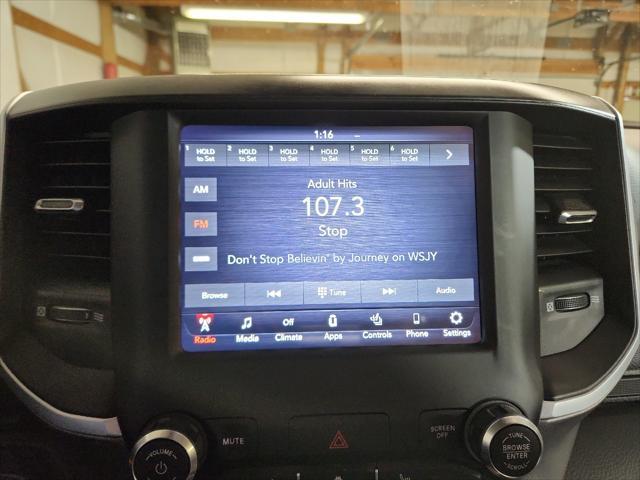 1:16
1 HOLD to Set 2 HOLD to Set 3 HOLD to Set 4 HOLD to Set 5 HOLD to Set 6 HOLD to Set
AM
Adult Hits
107.3
FM
Stop
Don't Stop Believin' by Journey on WSJY
Browse Tune Audio
Radio Media Off Climate Apps Controls Phone Settings
MUTE
SCREEN OFF
VOLUME
TUNE
BROWSE
ENTER
SCROLL